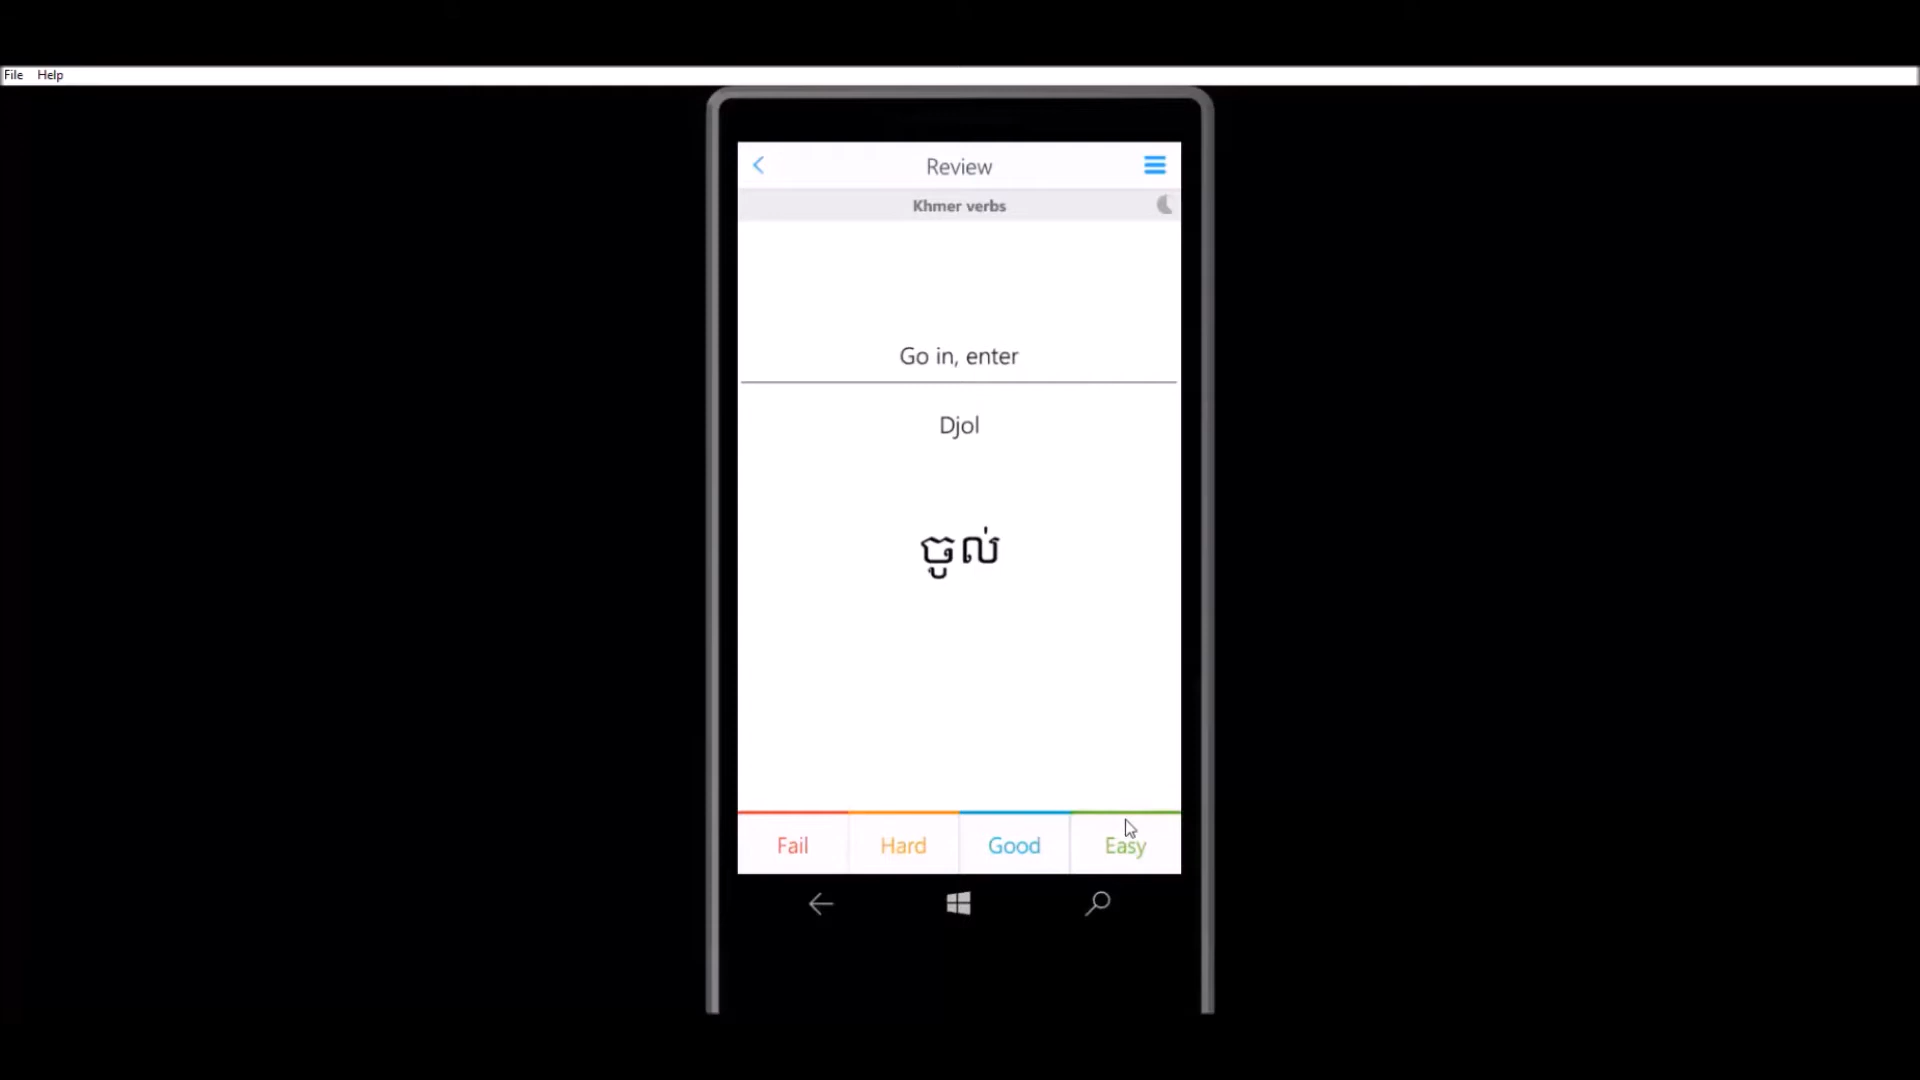 File Help
Review
Khmer verbs
Go in, enter
Djol
ចូល់
Fail Hard Good Easy